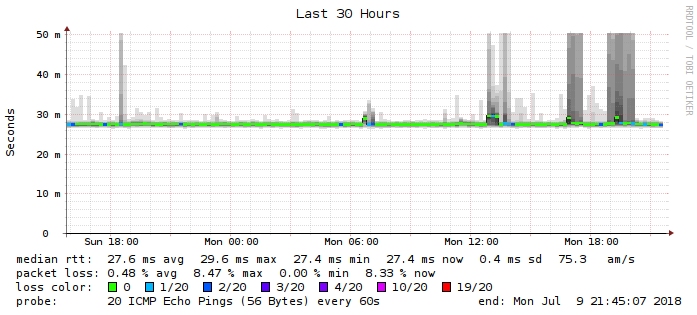 Last 30 Hours
RRDTOOL / TOBI OETIKER
Seconds
50 m
40 m
30 m
20 m
10 m
0
Sun 18:00 Mon 00:00 Mon 06:00 Mon 12:00 Mon 18:00
median rtt: 27.6 ms avg 29.6 ms max 27.4 ms min 27.4 ms now 0.4 ms sd 75.3 am/s
packet loss: 0.48 % avg 8.47 % max 0.00 % min 8.33 % now
loss color: 0 1/20 2/20 3/20 4/20 10/20 19/20
probe: 20 ICMP Echo Pings (56 Bytes) every 60s end: Mon Jul 9 21:45:07 2018